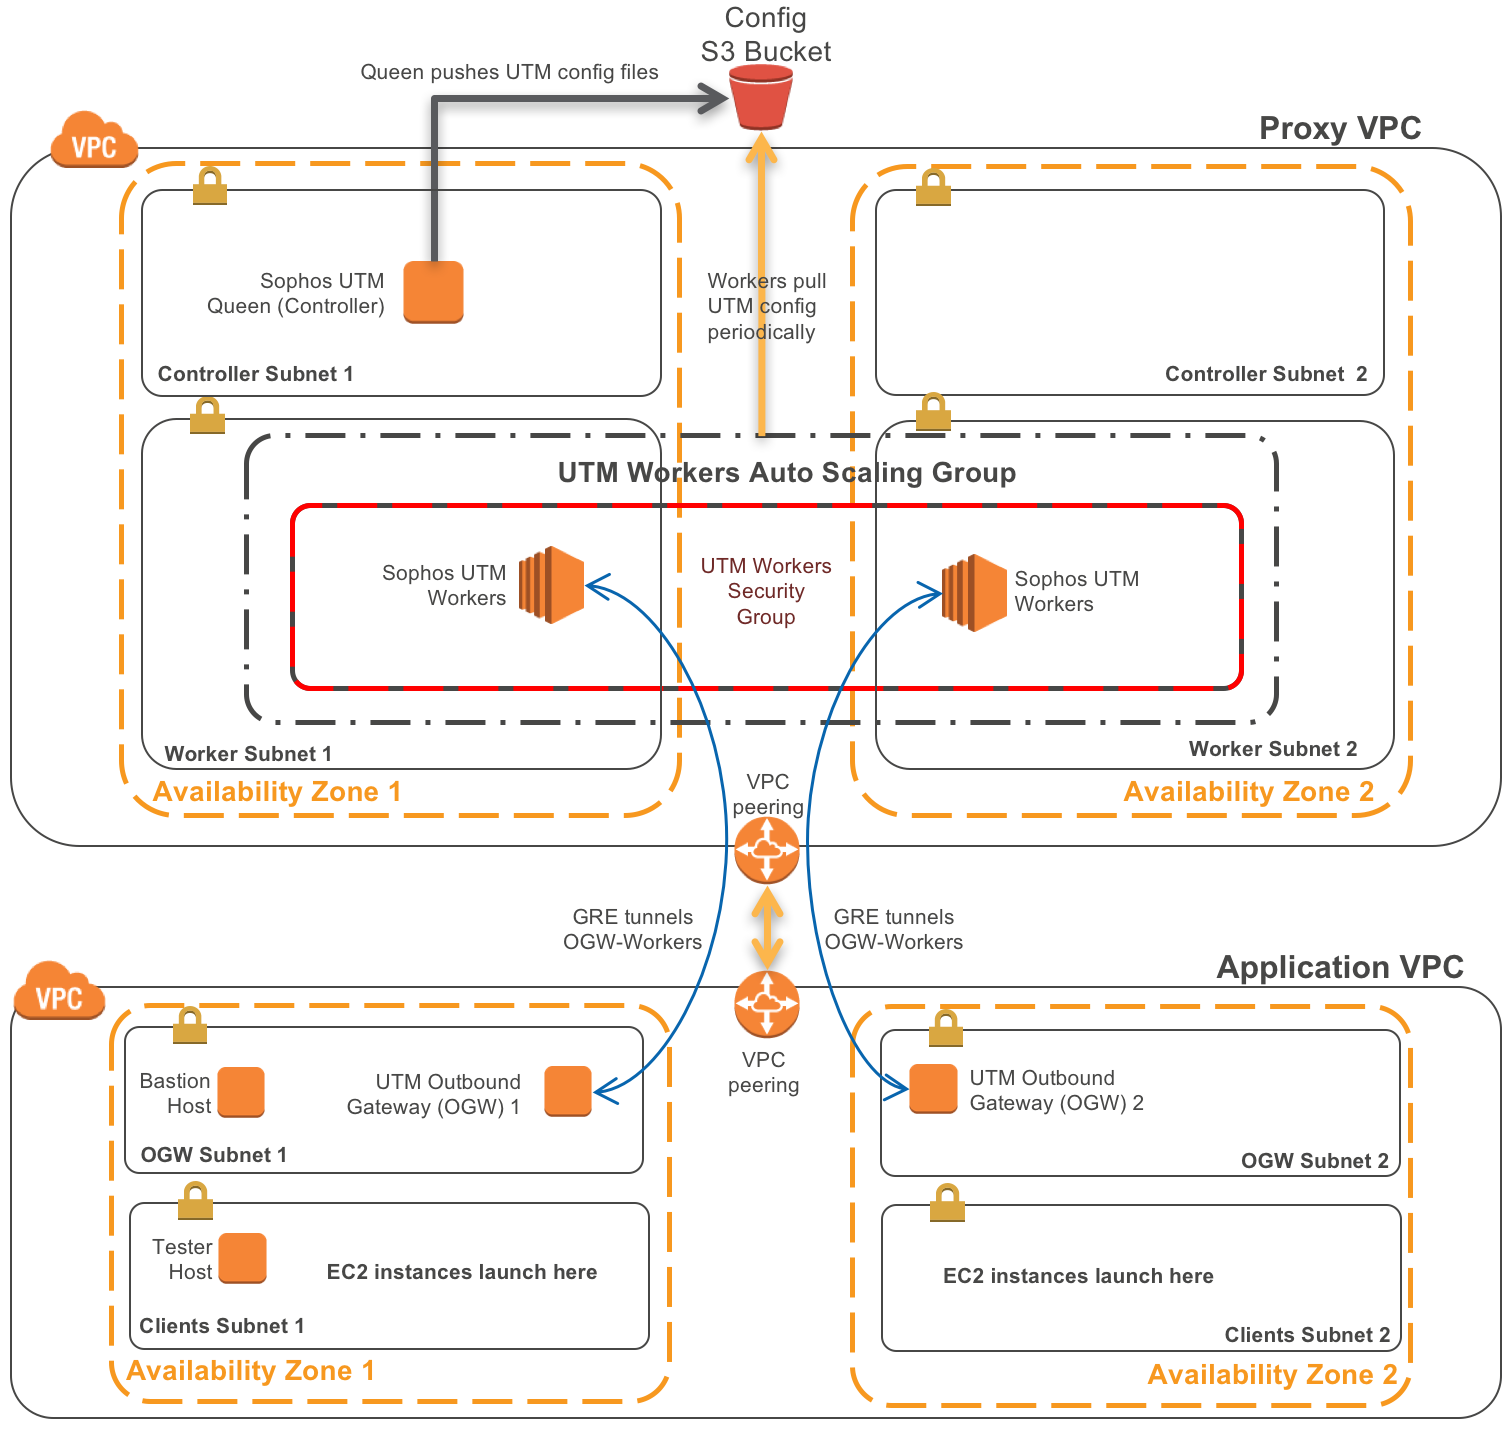 Config
S3 Bucket
Queen pushes UTM config files
Proxy VPC
VPC
Sophos UTM
Queen (Controller)
Workers pull
UTM config
periodically
Controller Subnet 1
Controller Subnet 2
UTM Workers Auto Scaling Group
Sophos UTM
Workers
UTM Workers
Security
Group
Sophos UTM
Workers
Worker Subnet 1
Worker Subnet 2
Availability Zone 1
Availability Zone 2
VPC
peering
GRE tunnels
OGW-Workers
GRE tunnels
OGW-Workers
Application VPC
VPC
VPC
peering
Bastion
Host
UTM Outbound
Gateway (OGW) 1
UTM Outbound
Gateway (OGW) 2
OGW Subnet 1
OGW Subnet 2
Tester
Host
EC2 instances launch here
EC2 instances launch here
Clients Subnet 1
Clients Subnet 2
Availability Zone 1
Availability Zone 2